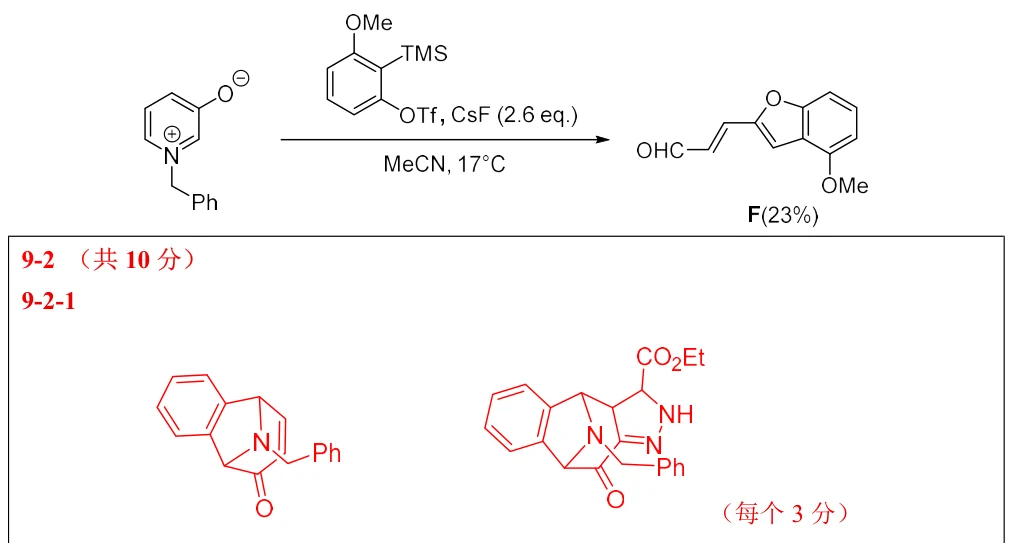 OMe
TMS
O⊖
OTf, CsF (2.6 eq.)
N⊕
Ph
MeCN, 17°C
O
OHC
OMe
F(23%)
9-2 （共 10 分）
9-2-1
N
Ph
O
CO2Et
NH
N
N
Ph
O
（每个 3 分）